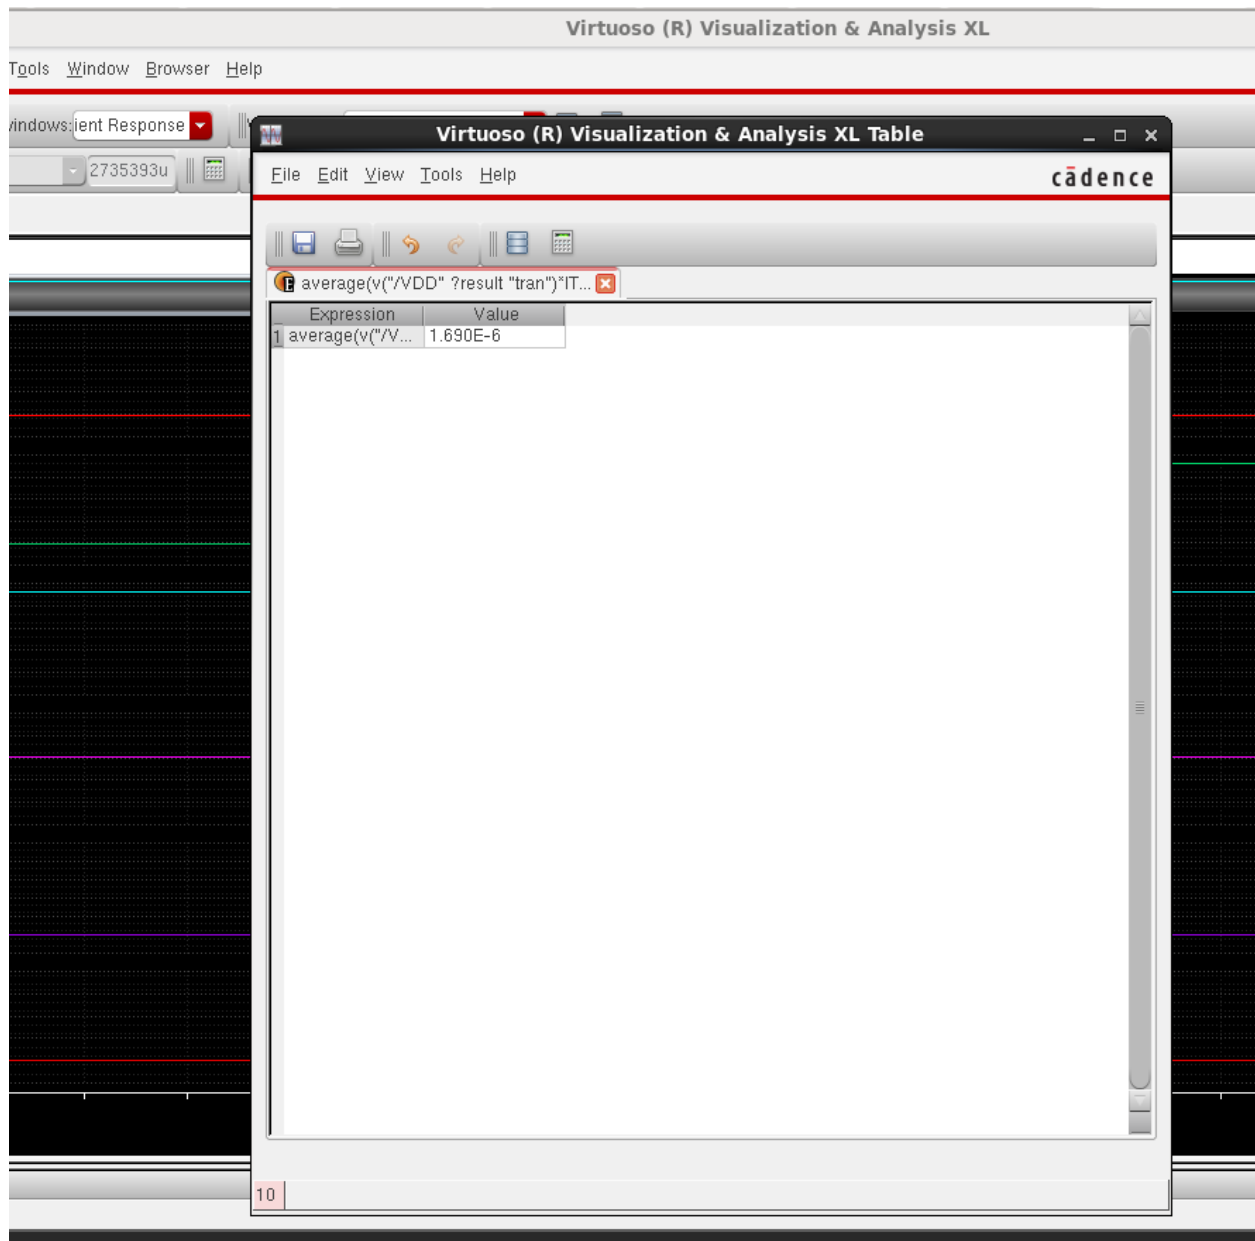 Virtuoso (R) Visualization & Analysis XL
Tools Window Browser Help
indows: ient Response
2735393u
Virtuoso (R) Visualization & Analysis XL Table
File Edit View Tools Help
cādence
average(v("/VDD" ?result "tran")*IT...
Expression Value
1 average(v("/V... 1.690E-6
10